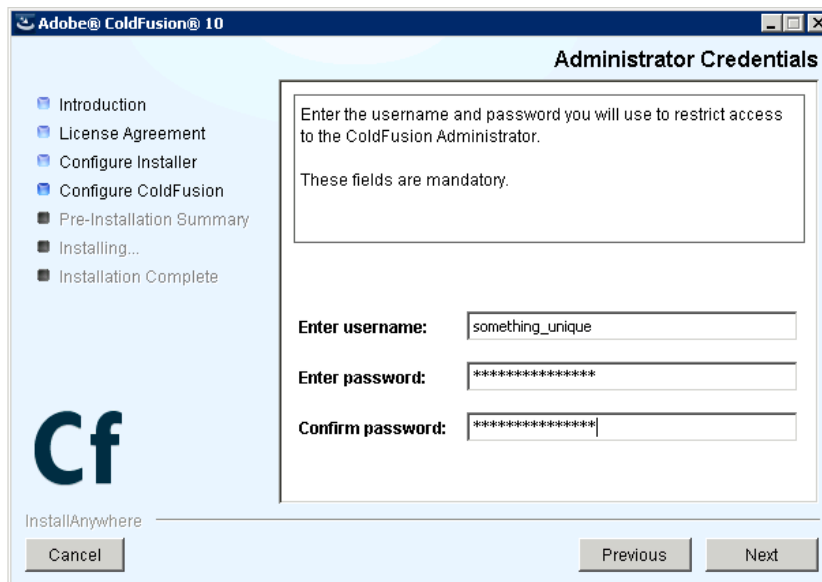 Adobe® ColdFusion® 10
Administrator Credentials
Introduction
License Agreement
Configure Installer
Configure ColdFusion
Pre-Installation Summary
Installing...
Installation Complete
Enter the username and password you will use to restrict access
to the ColdFusion Administrator.
These fields are mandatory.
Enter username: something_unique
Enter password: ***************
Confirm password: ***************
Cf
InstallAnywhere
Cancel Previous Next